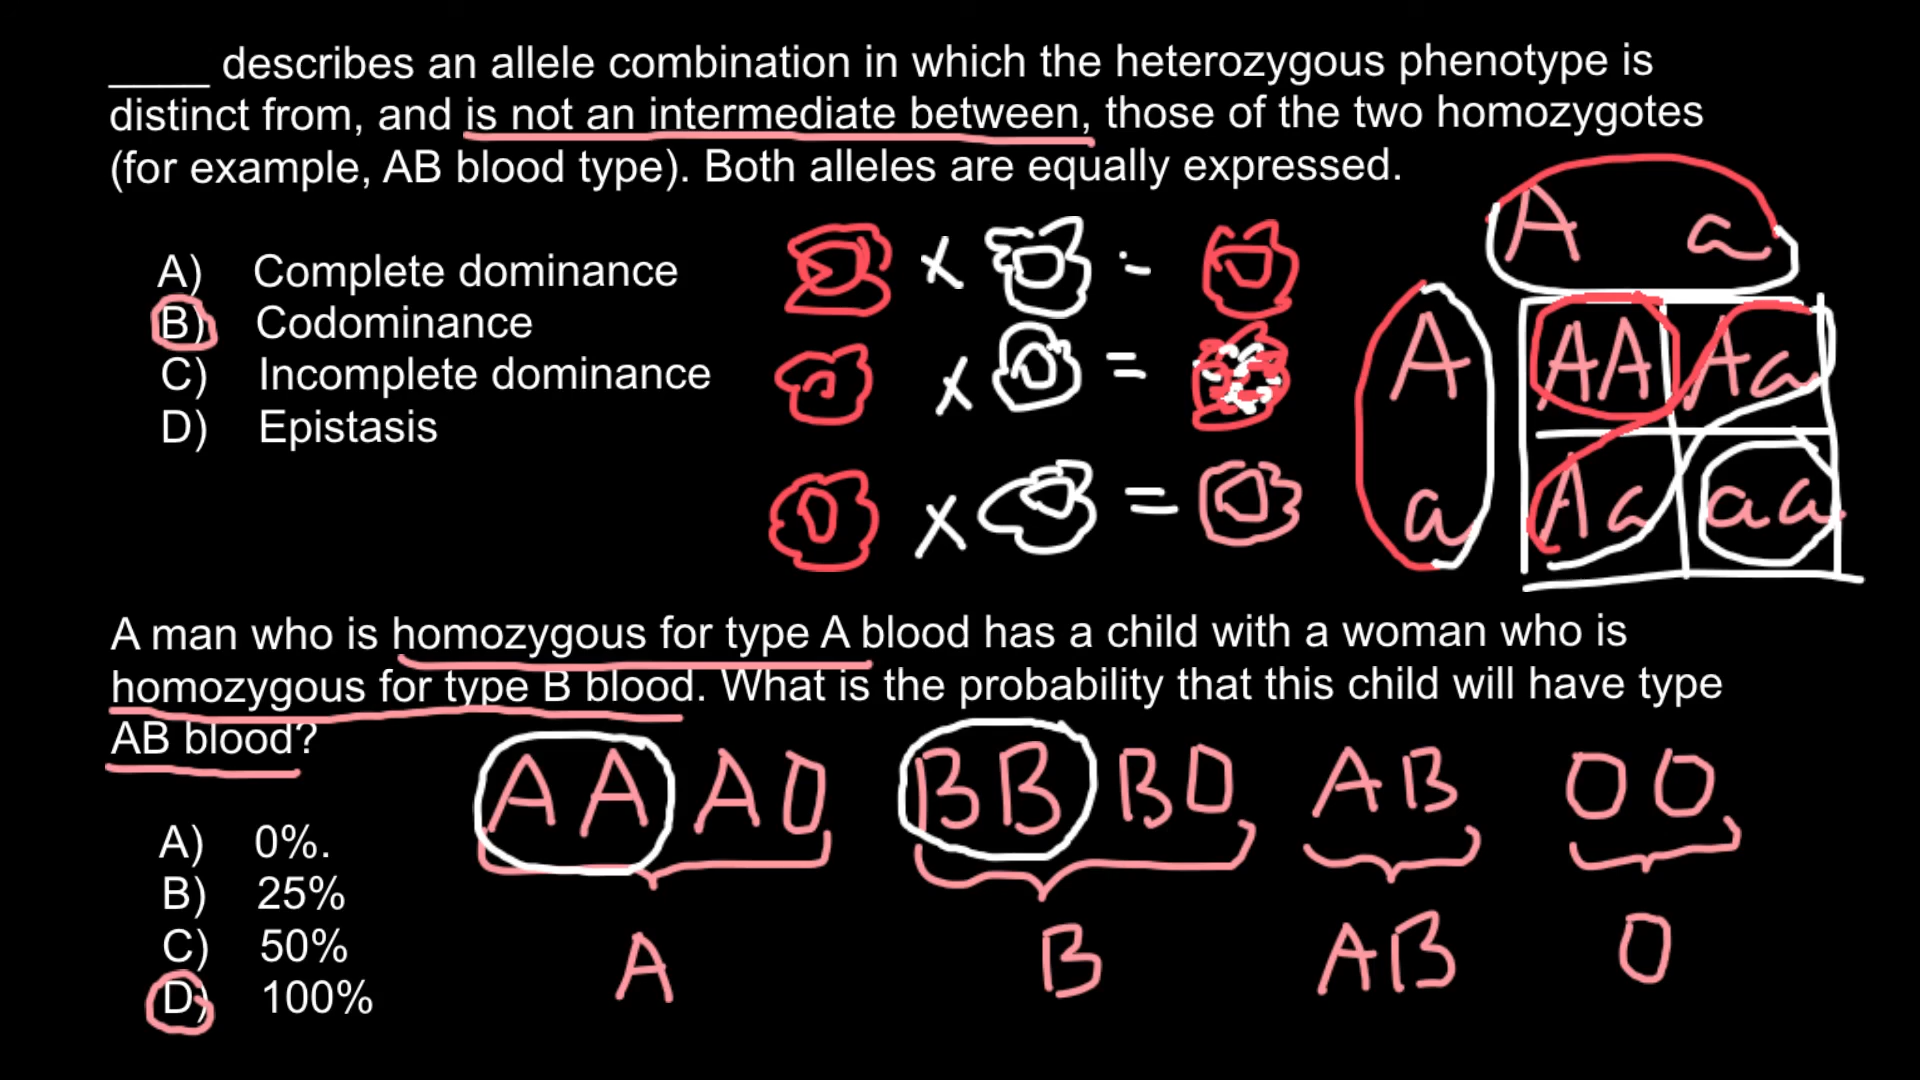 ____ describes an allele combination in which the heterozygous phenotype is
distinct from, and is not an intermediate between, those of the two homozygotes
(for example, AB blood type). Both alleles are equally expressed.
A) Complete dominance
B) Codominance
C) Incomplete dominance
D) Epistasis
x =
x =
x =
A a
A AA Aa
a Aa aa
A man who is homozygous for type A blood has a child with a woman who is
homozygous for type B blood. What is the probability that this child will have type
AB blood?
AA AO BB BO AB OO
A B AB O
A) 0%.
B) 25%
C) 50%
D) 100%